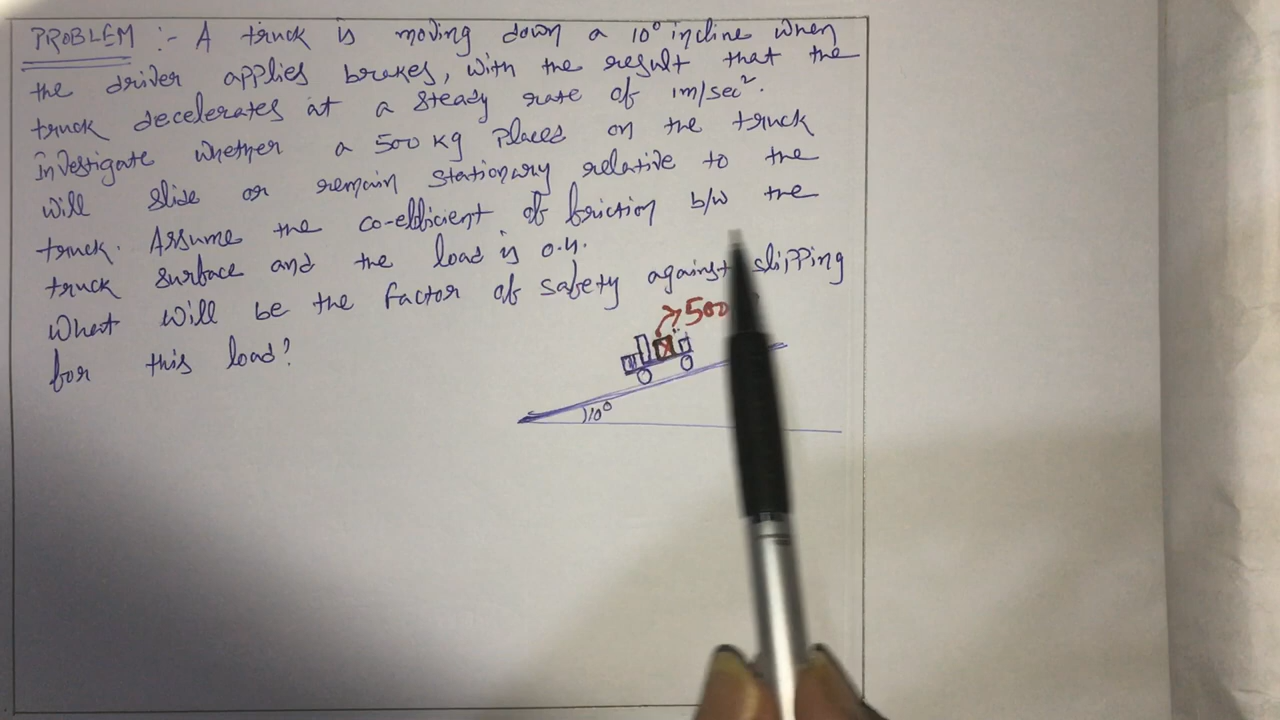 PROBLEM :- A truck is moving down a 10° incline when
the driver applies brakes, with the result that the
truck decelerates at a steady rate of 1m/sec².
Investigate whether a 500 kg places on the truck
will slide or remain stationary relative to the
truck. Assume the co-efficient of friction b/w the
truck surface and the load is 0.4.
What will be the factor of safety against slipping
for this load?
500
10°